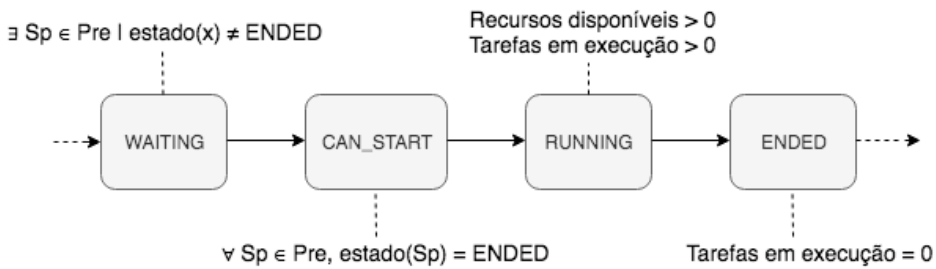 Recursos disponíveis > 0
∃ Sp ∈ Pre | estado(x) ≠ ENDED
Tarefas em execução > 0
WAITING
CAN_START
RUNNING
ENDED
∀ Sp ∈ Pre, estado(Sp) = ENDED
Tarefas em execução = 0